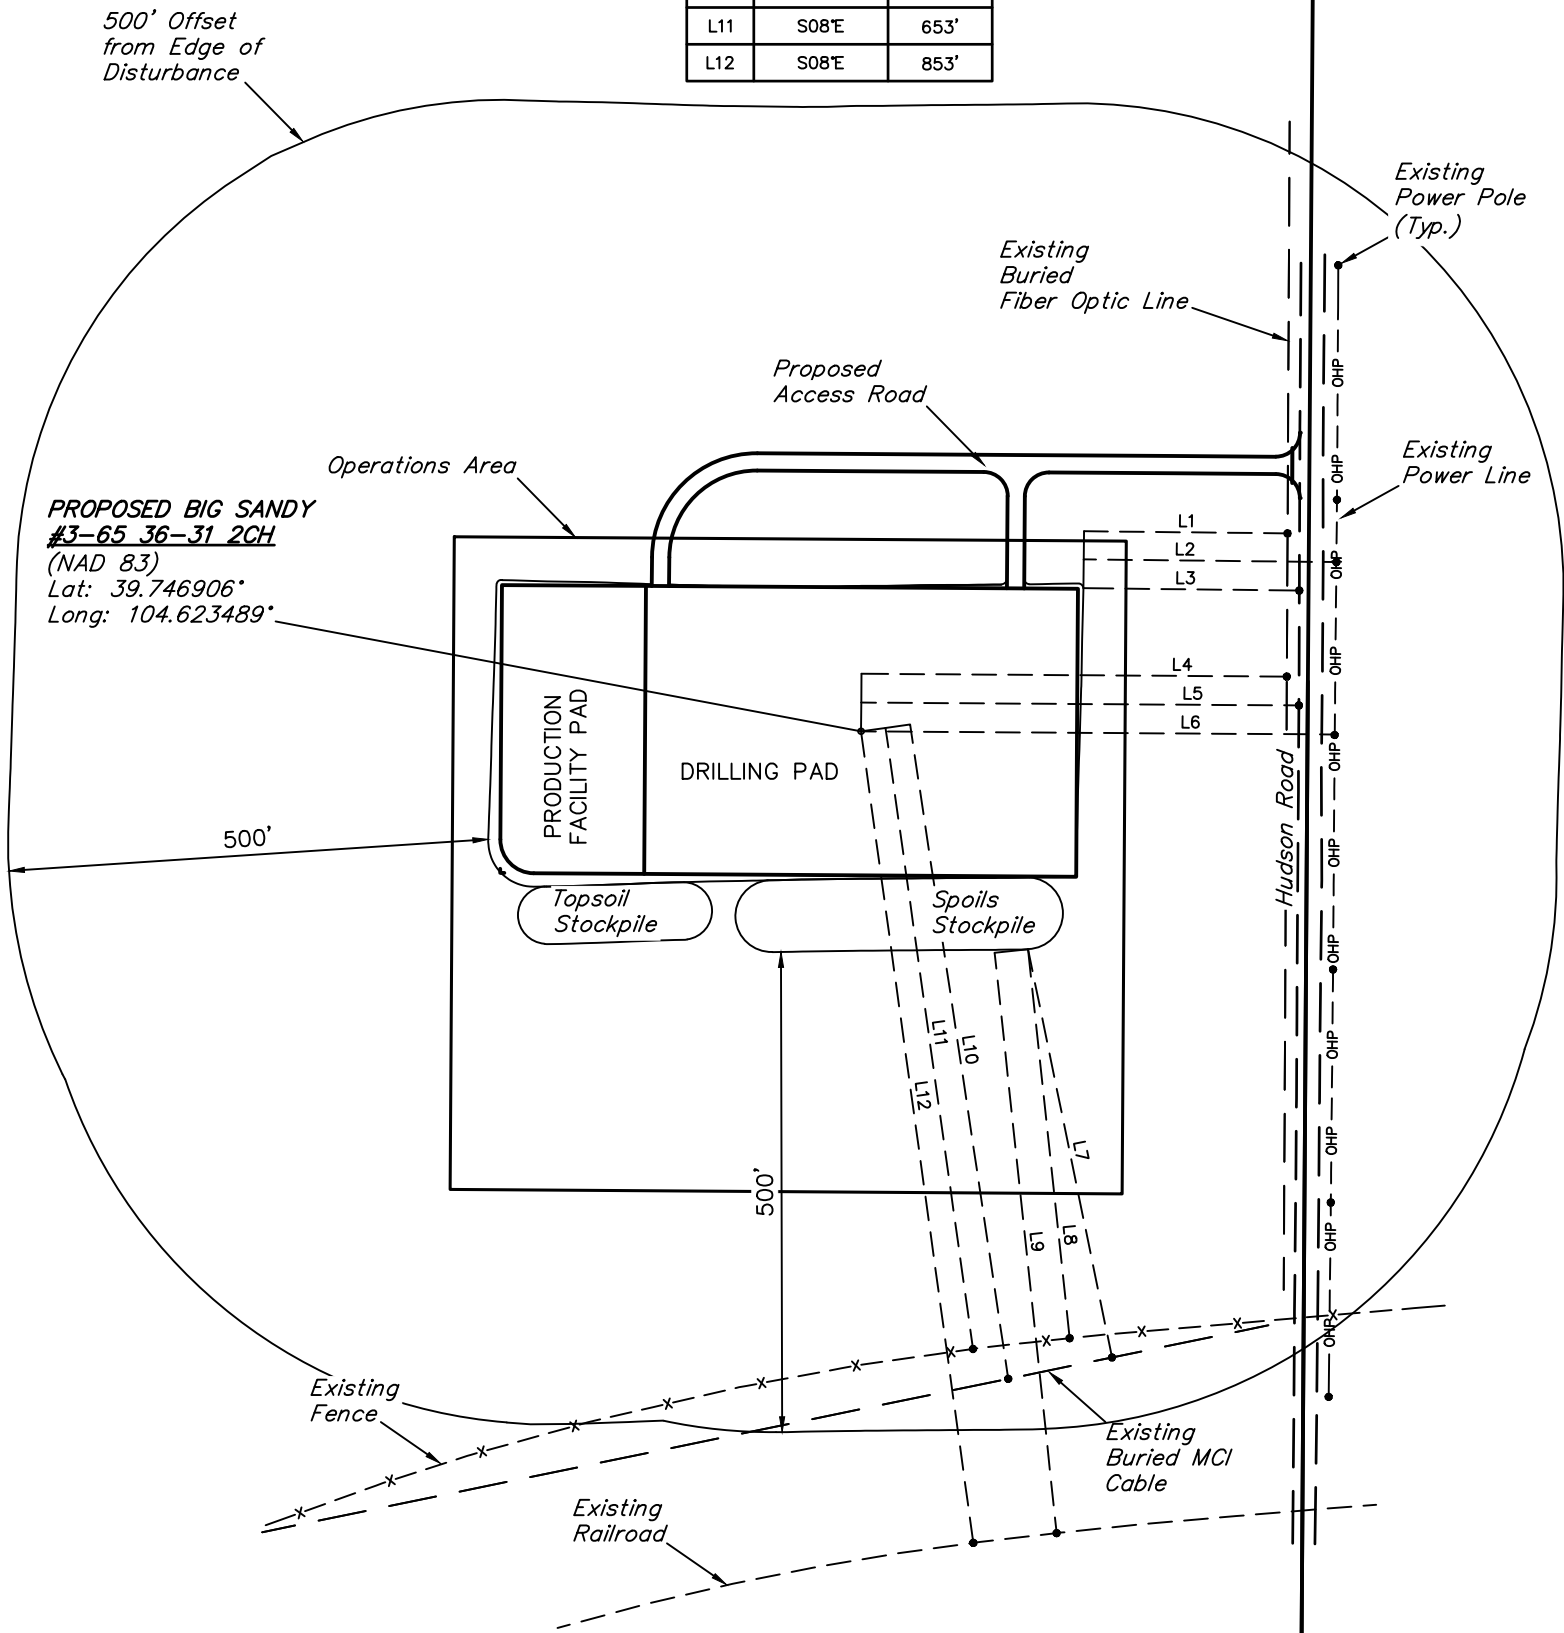 500' Offset
from Edge of
Disturbance
L11 S08°E 653'
L12 S08°E 853'
Existing
Power Pole
(Typ.)
Existing
Buried
Fiber Optic Line
Proposed
Access Road
OHP
Existing
Power Line
OHP
Operations Area
PROPOSED BIG SANDY
#3-65 36-31 2CH
(NAD 83)
Lat: 39.746906°
Long: 104.623489°
L1
L2
OHP
L3
L4
OHP
L5
L6
PRODUCTION
FACILITY PAD
DRILLING PAD
Hudson Road
OHP
500'
OHP
Topsoil
Stockpile
Spoils
Stockpile
OHP
L11
L10
OHP
L12
L7
OHP
500'
L9
L8
OHP
OHP
Existing
Fence
Existing
Buried MCI
Cable
Existing
Railroad